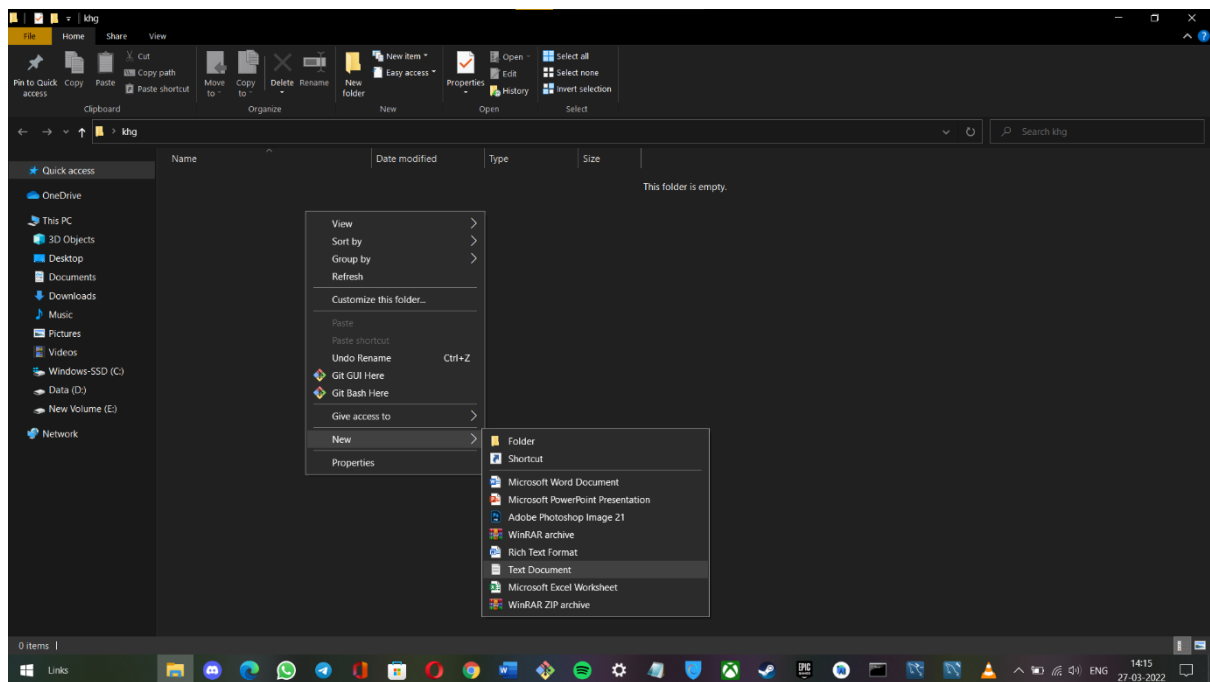 khg
File Home Share View
Pin to Quick access
Copy
Paste
Cut
Copy path
Paste shortcut
Clipboard
Move to
Copy to
Delete
Rename
Organize
New folder
New item
Easy access
New
Properties
Open
Edit
History
Open
Select all
Select none
Invert selection
Select
khg
Search khg
Name Date modified Type Size
This folder is empty.
Quick access
OneDrive
This PC
3D Objects
Desktop
Documents
Downloads
Music
Pictures
Videos
Windows-SSD (C:)
Data (D:)
New Volume (E:)
Network
View
Sort by
Group by
Refresh
Customize this folder...
Paste
Paste shortcut
Undo Rename Ctrl+Z
Git GUI Here
Git Bash Here
Give access to
New
Properties
Folder
Shortcut
Microsoft Word Document
Microsoft PowerPoint Presentation
Adobe Photoshop Image 21
WinRAR archive
Rich Text Format
Text Document
Microsoft Excel Worksheet
WinRAR ZIP archive
0 items
Links
EPIC
ENG
14:15
27-03-2022